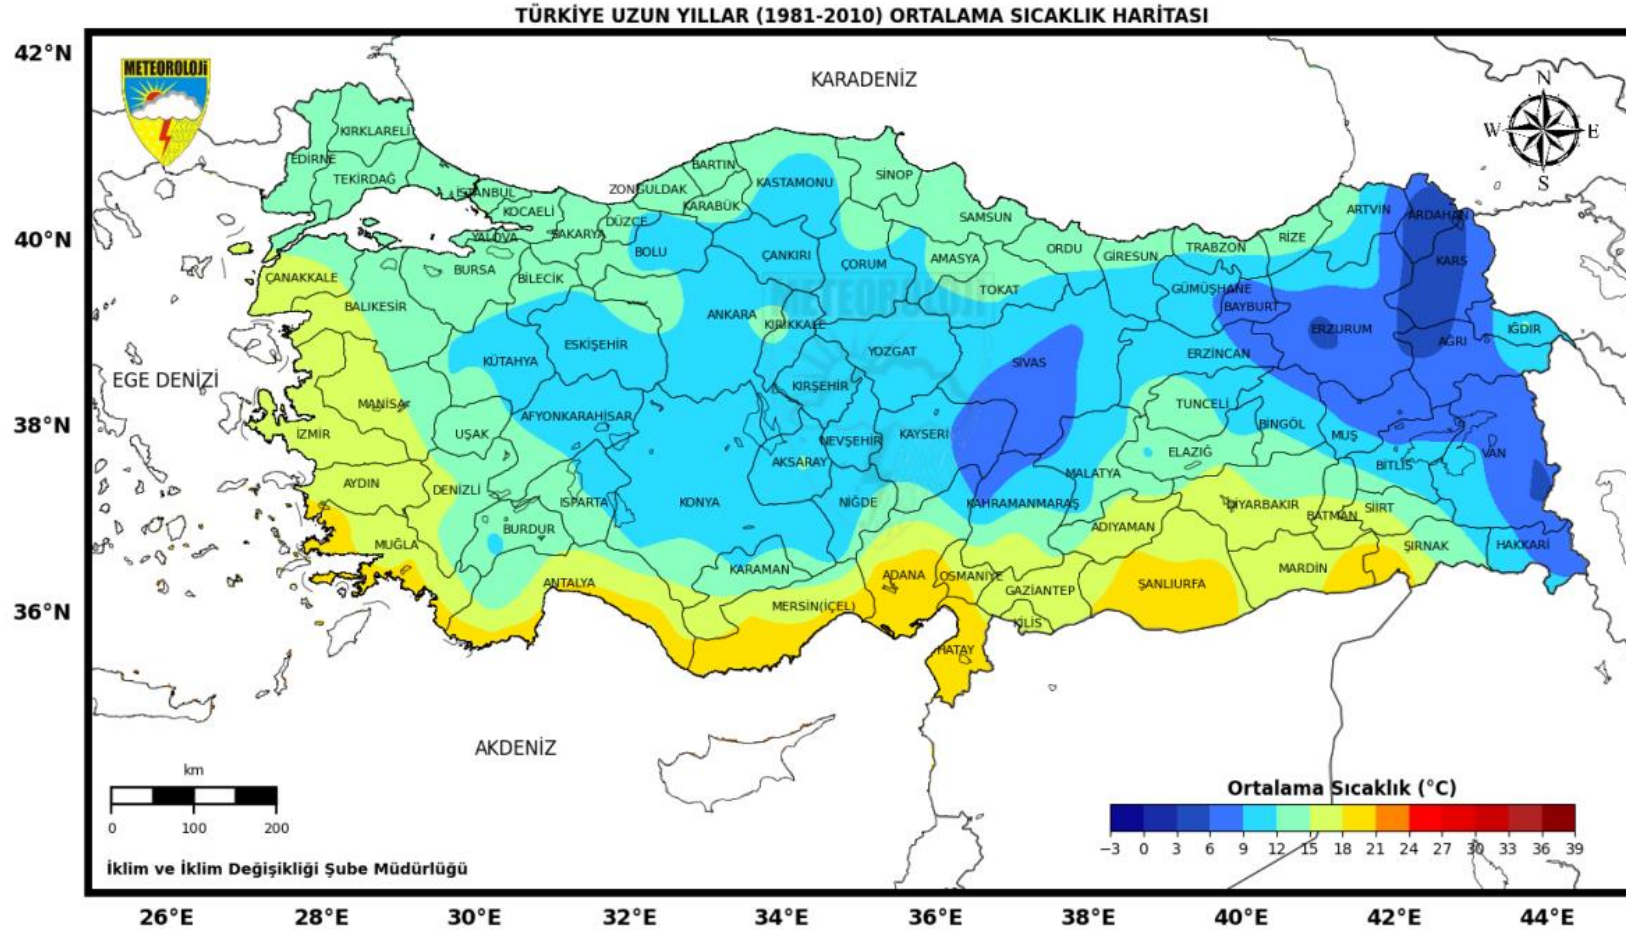 TÜRKİYE UZUN YILLAR (1981-2010) ORTALAMA SICAKLIK HARİTASI
42°N
METEOROLOJİ
KARADENİZ
N
W E
S
KIRKLARELİ
EDİRNE
TEKİRDAĞ
İSTANBUL
KOCAELİ
YALOVA
SAKARYA
DÜZCE
ZONGULDAK
BARTIN
KARABÜK
KASTAMONU
SİNOP
SAMSUN
ORDU
GİRESUN
TRABZON
RİZE
ARTVİN
ARDAHAN
40°N
ÇANAKKALE
BALIKESİR
BURSA
BİLECİK
BOLU
ÇANKIRI
ÇORUM
AMASYA
TOKAT
GÜMÜŞHANE
BAYBURT
KARS
METEOROLOJİ
ANKARA
KIRIKKALE
ERZURUM
IĞDIR
AĞRI
KÜTAHYA
ESKİŞEHİR
YOZGAT
SİVAS
ERZİNCAN
EGE DENİZİ
KIRŞEHİR
MANİSA
AFYONKARAHİSAR
TUNCELİ
38°N
İZMİR
UŞAK
NEVŞEHİR
KAYSERİ
BİNGÖL
MUŞ
AKSARAY
ELAZIĞ
VAN
BİTLİS
MALATYA
AYDIN
DENİZLİ
ISPARTA
KONYA
NİĞDE
KAHRAMANMARAŞ
DİYARBAKIR
SİİRT
BATMAN
BURDUR
ADIYAMAN
MUĞLA
ŞIRNAK
HAKKARİ
ANTALYA
KARAMAN
ADANA
OSMANİYE
MARDİN
ŞANLIURFA
GAZİANTEP
36°N
MERSİN(İÇEL)
KİLİS
HATAY
AKDENİZ
km
0 100 200
Ortalama Sıcaklık (°C)
−3 0 3 6 9 12 15 18 21 24 27 30 33 36 39
İklim ve İklim Değişikliği Şube Müdürlüğü
26°E 28°E 30°E 32°E 34°E 36°E 38°E 40°E 42°E 44°E